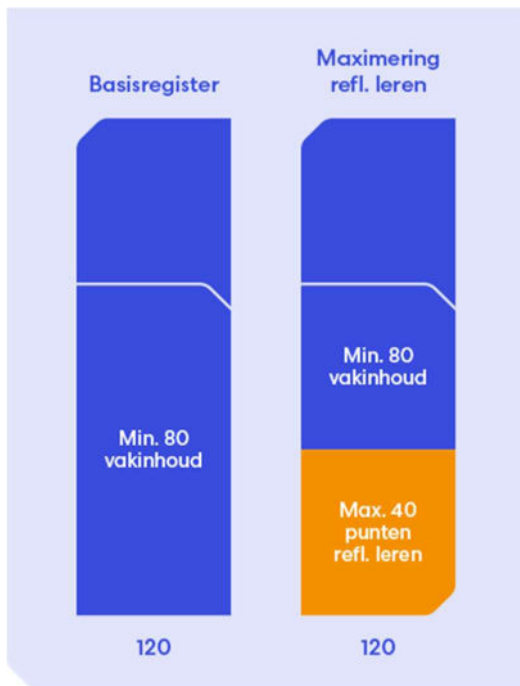 Basisregister
Min. 80
vakinhoud
120
Maximering
refl. leren
Min. 80
vakinhoud
Max. 40
punten
refl. leren
120